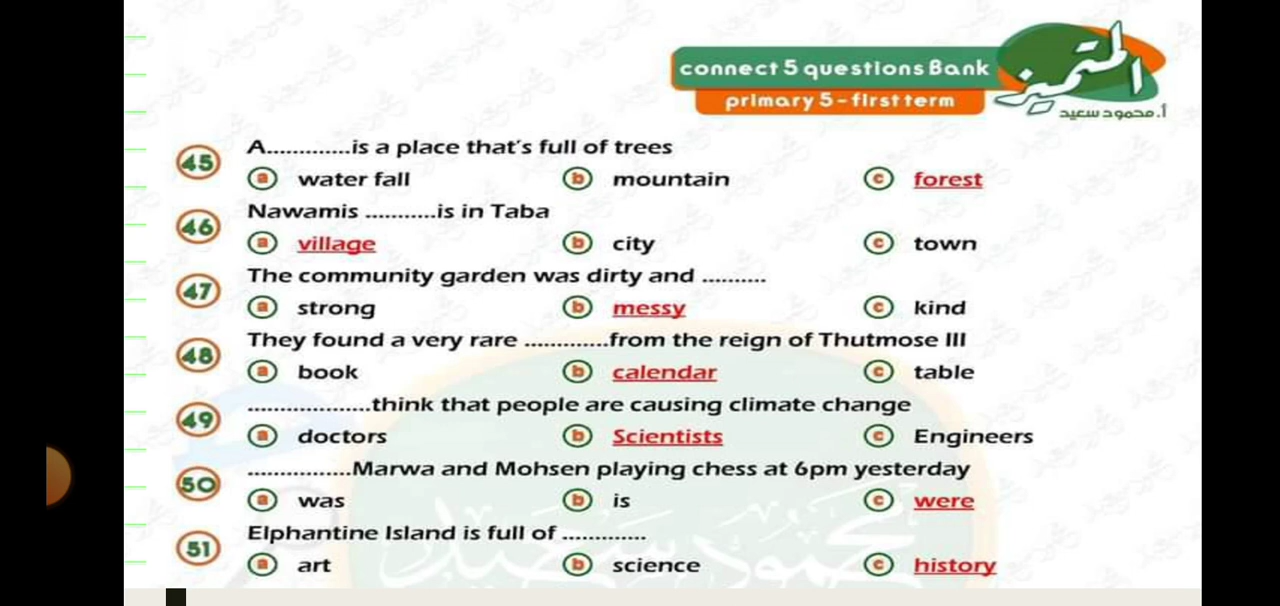 connect 5 questions Bank
primary 5 - first term
المتميز
أ.محمود سعيد
45 A.............is a place that's full of trees
a water fall b mountain c forest
46 Nawamis ...........is in Taba
a village b city c town
47 The community garden was dirty and ..........
a strong b messy c kind
48 They found a very rare .............from the reign of Thutmose III
a book b calendar c table
49 ...................think that people are causing climate change
a doctors b Scientists c Engineers
50 ................Marwa and Mohsen playing chess at 6pm yesterday
a was b is c were
51 Elphantine Island is full of .............
a art b science c history
محمود سعيد